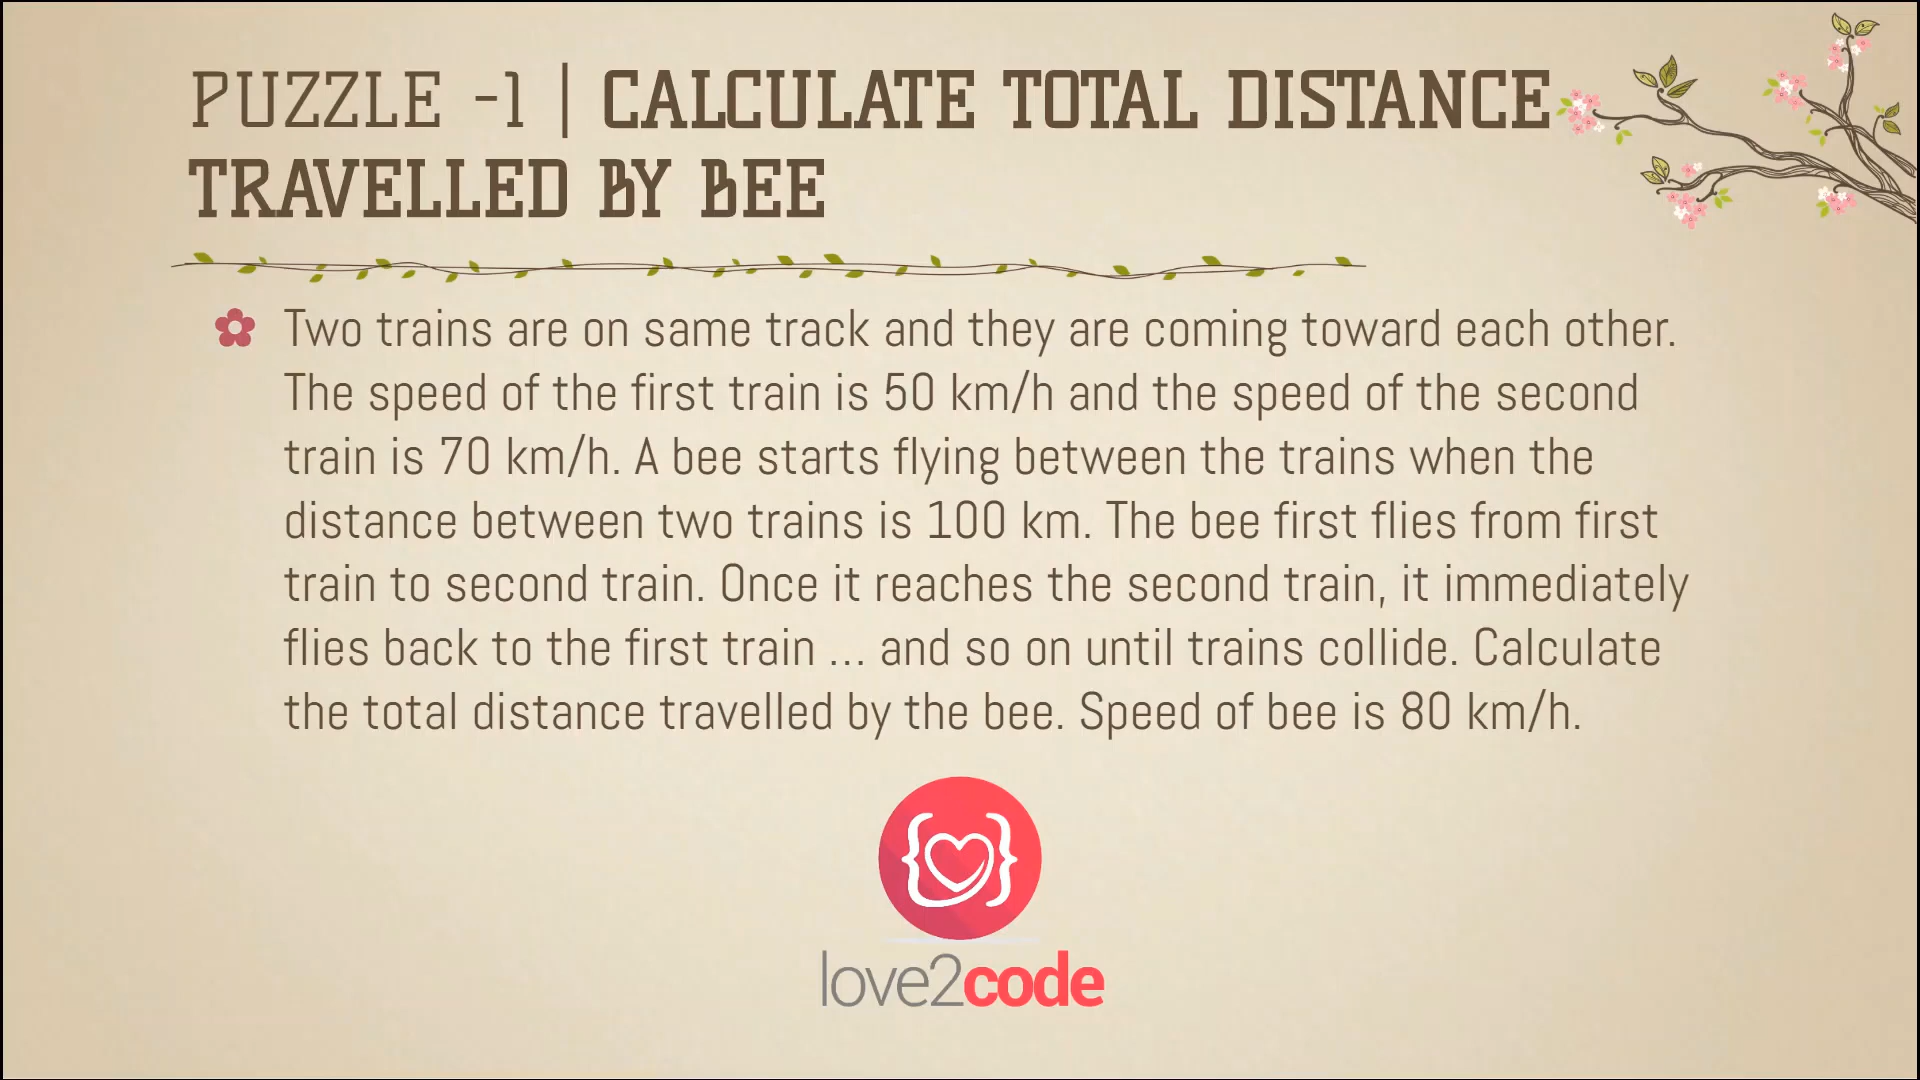 PUZZLE -1 | CALCULATE TOTAL DISTANCE
TRAVELLED BY BEE
Two trains are on same track and they are coming toward each other.
The speed of the first train is 50 km/h and the speed of the second
train is 70 km/h. A bee starts flying between the trains when the
distance between two trains is 100 km. The bee first flies from first
train to second train. Once it reaches the second train, it immediately
flies back to the first train ... and so on until trains collide. Calculate
the total distance travelled by the bee. Speed of bee is 80 km/h.
love2code